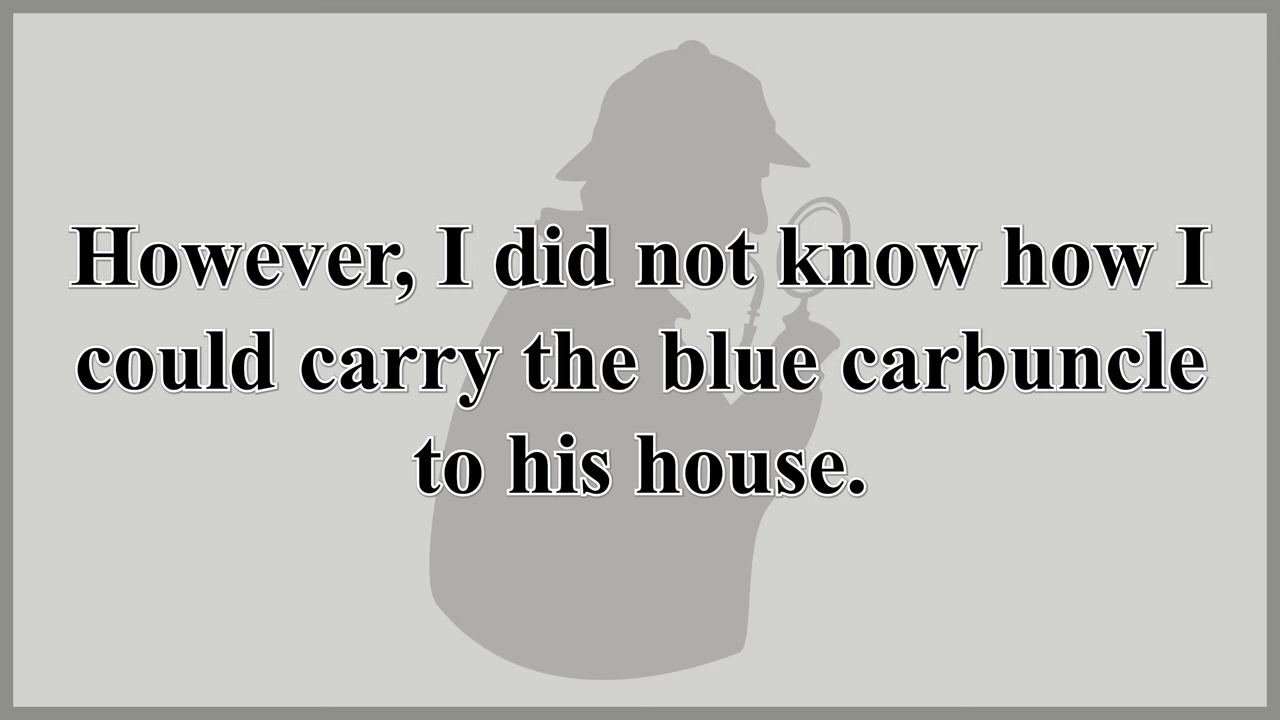 However, I did not know how I
could carry the blue carbuncle
to his house.